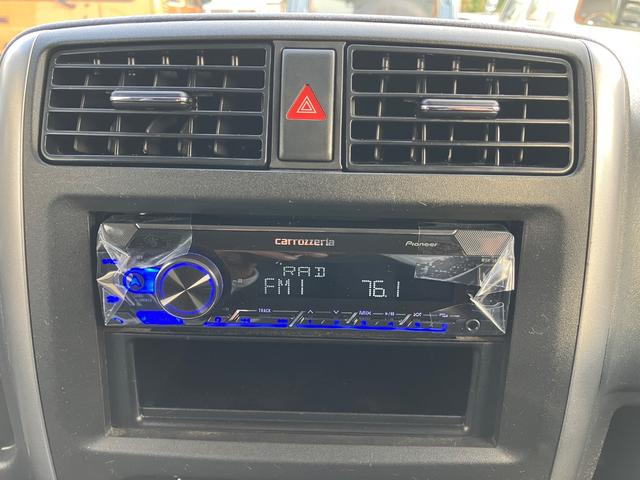 carrozzeria
Pioneer
RAD
FM1 76.1
TRACK